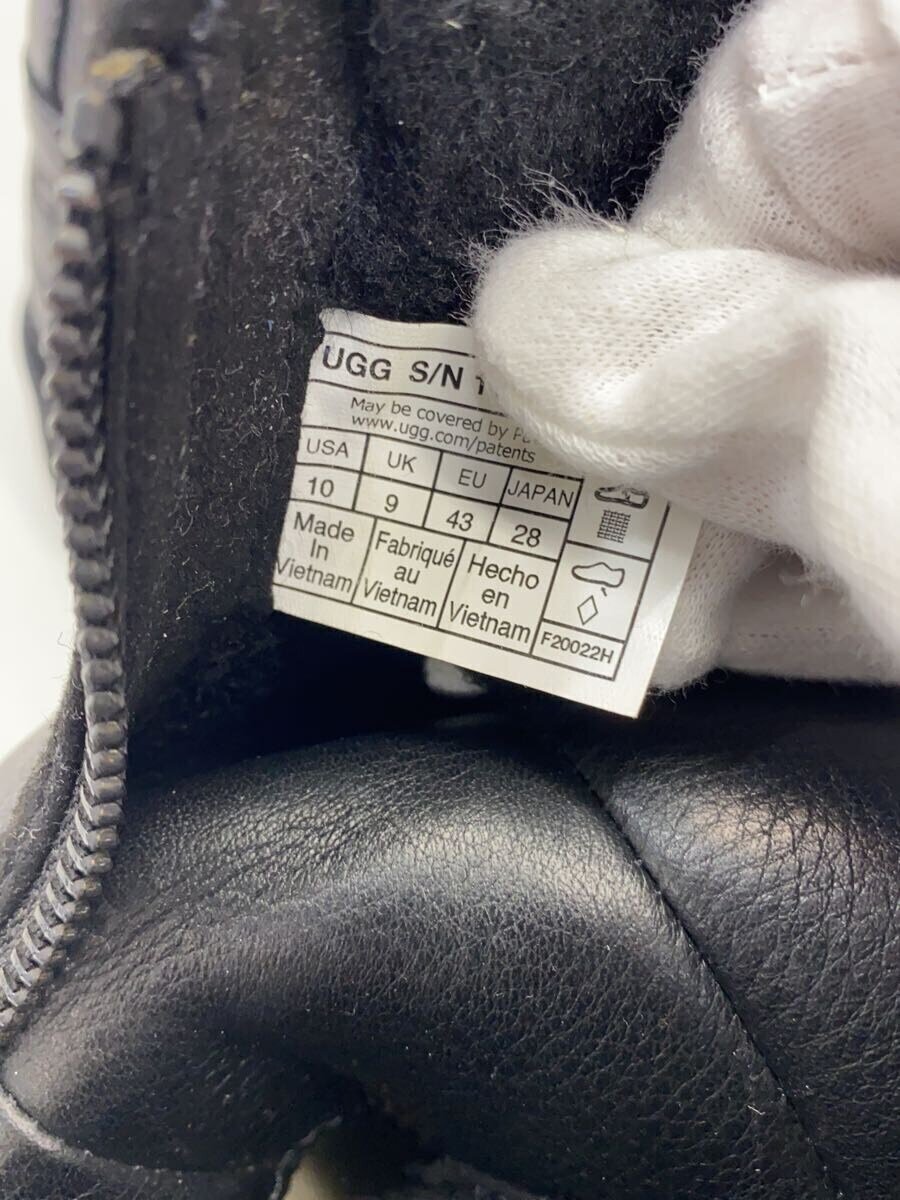 UGG S/N
May be covered by
www.ugg.com/patents
USA UK EU JAPAN
10 9 43 28
Made In Vietnam
Fabriqué au Vietnam
Hecho en Vietnam
F20022H